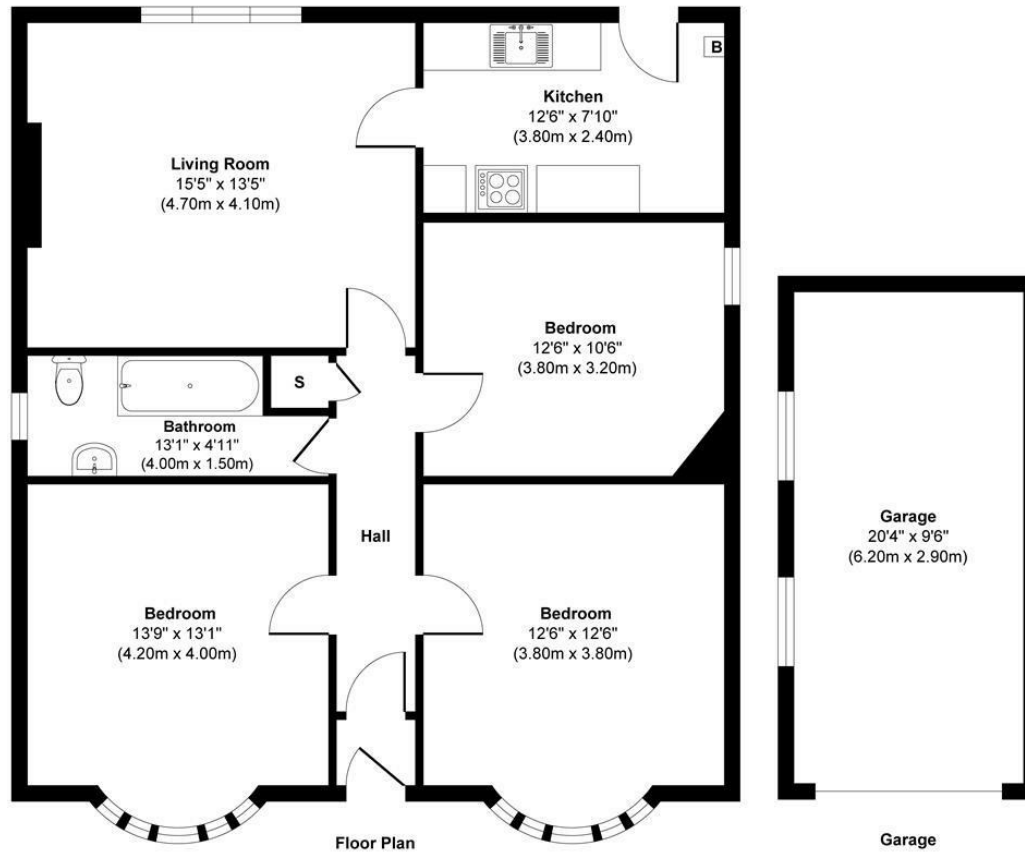 B
Kitchen
12'6" x 7'10"
(3.80m x 2.40m)
Living Room
15'5" x 13'5"
(4.70m x 4.10m)
Bedroom
12'6" x 10'6"
(3.80m x 3.20m)
S
Bathroom
13'1" x 4'11"
(4.00m x 1.50m)
Hall
Garage
20'4" x 9'6"
(6.20m x 2.90m)
Bedroom
13'9" x 13'1"
(4.20m x 4.00m)
Bedroom
12'6" x 12'6"
(3.80m x 3.80m)
Floor Plan
Garage